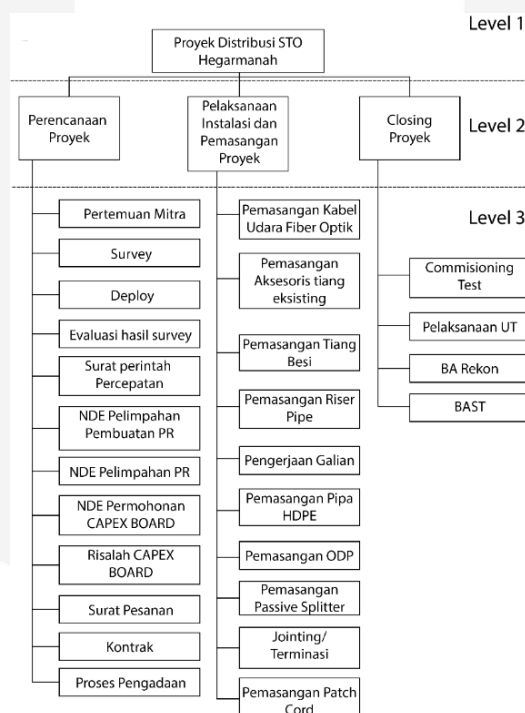 Level 1
Proyek Distribusi STO
Hegarmanah
Perencanaan
Proyek
Pelaksanaan
Instalasi dan
Pemasangan
Proyek
Closing
Proyek
Level 2
Level 3
Pertemuan Mitra
Survey
Deploy
Evaluasi hasil survey
Surat perintah
Percepatan
NDE Pelimpahan
Pembuatan PR
NDE Pelimpahan PR
NDE Permohonan
CAPEX BOARD
Risalah CAPEX
BOARD
Surat Pesanan
Kontrak
Proses Pengadaan
Pemasangan Kabel
Udara Fiber Optik
Pemasangan
Aksesoris tiang
eksisting
Pemasangan Tiang
Besi
Pemasangan Riser
Pipe
Pengerjaan Galian
Pemasangan Pipa
HDPE
Pemasangan ODP
Pemasangan
Passive Splitter
Jointing/
Terminasi
Pemasangan Patch
Cord
Commisioning
Test
Pelaksanaan UT
BA Rekon
BAST